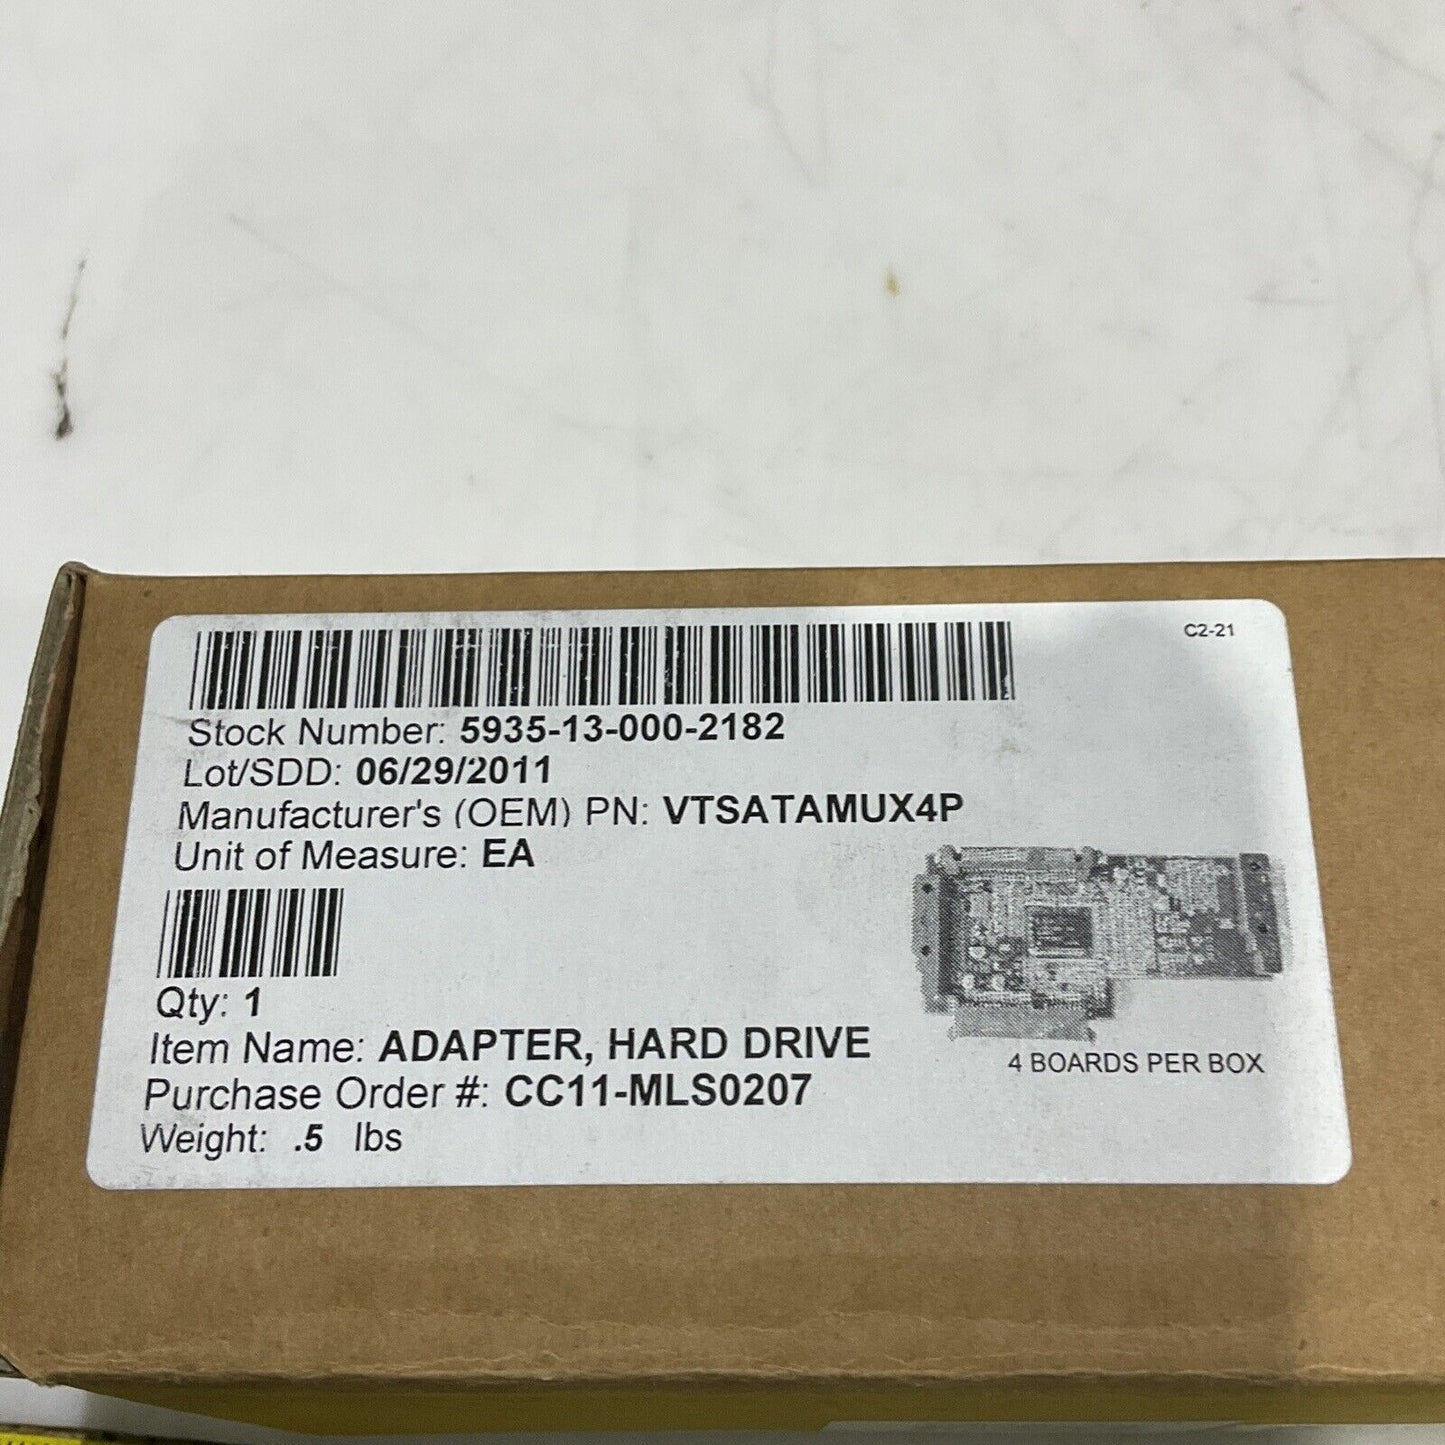 C2-21
Stock Number: 5935-13-000-2182
Lot/SDD: 06/29/2011
Manufacturer's (OEM) PN: VTSATAMUX4P
Unit of Measure: EA
Qty: 1
Item Name: ADAPTER, HARD DRIVE
4 BOARDS PER BOX
Purchase Order #: CC11-MLS0207
Weight: .5 lbs